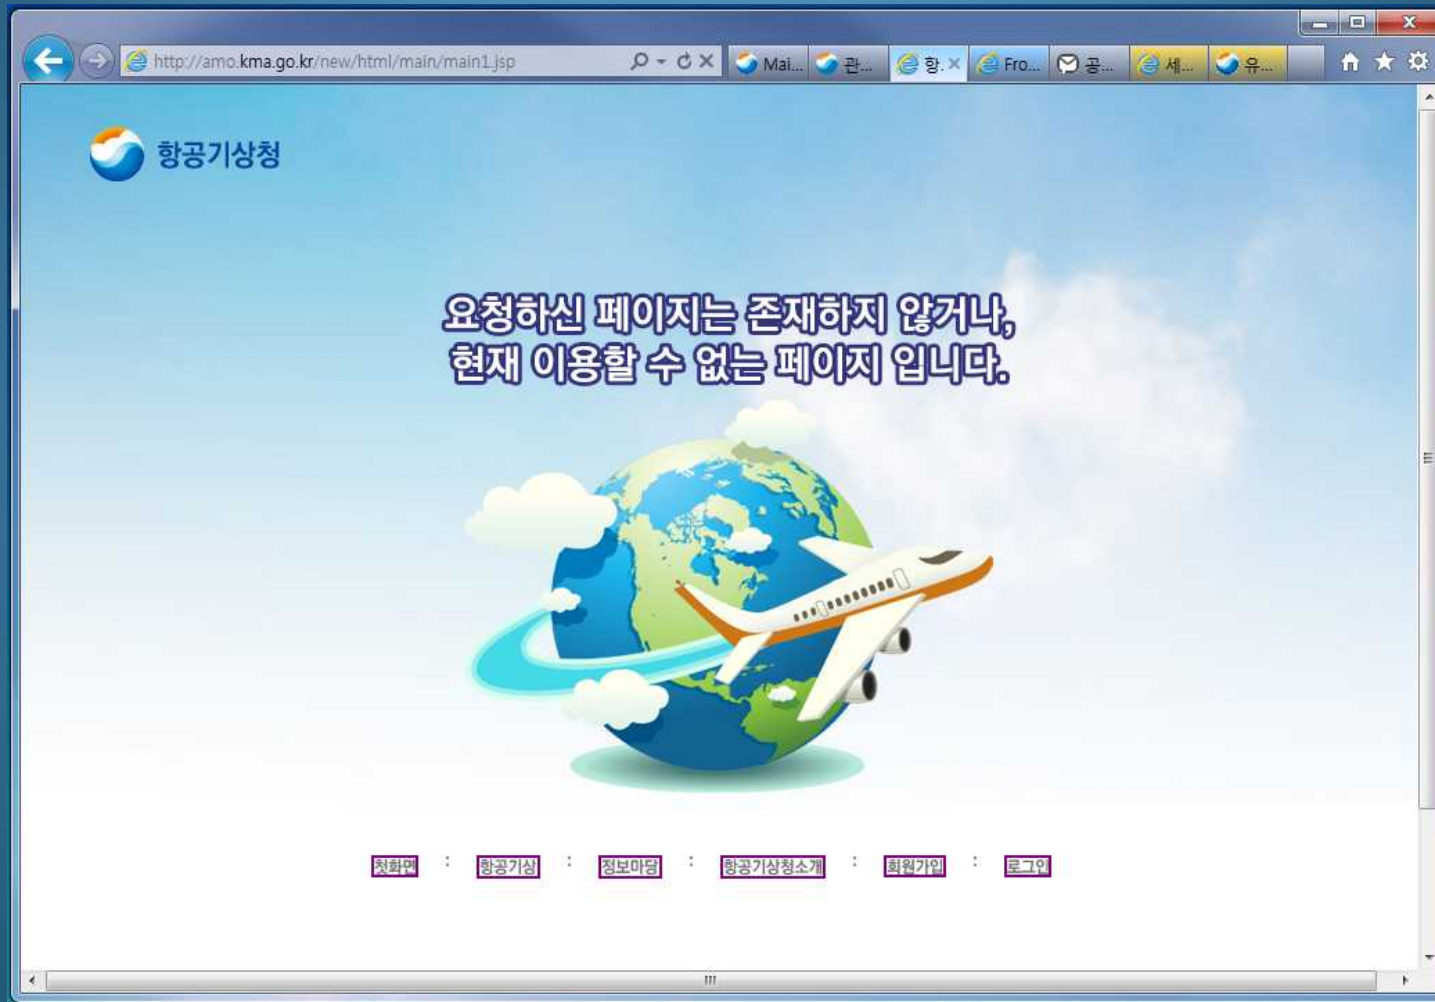 http://amo.kma.go.kr/new/html/main/main1.jsp
Mai... 관... 항. Fro... 공... 세... 유...
항공기상청
요청하신 페이지는 존재하지 않거나,
현재 이용할 수 없는 페이지 입니다.
첫화면 : 항공기상 : 정보마당 : 항공기상청소개 : 회원가입 : 로그인